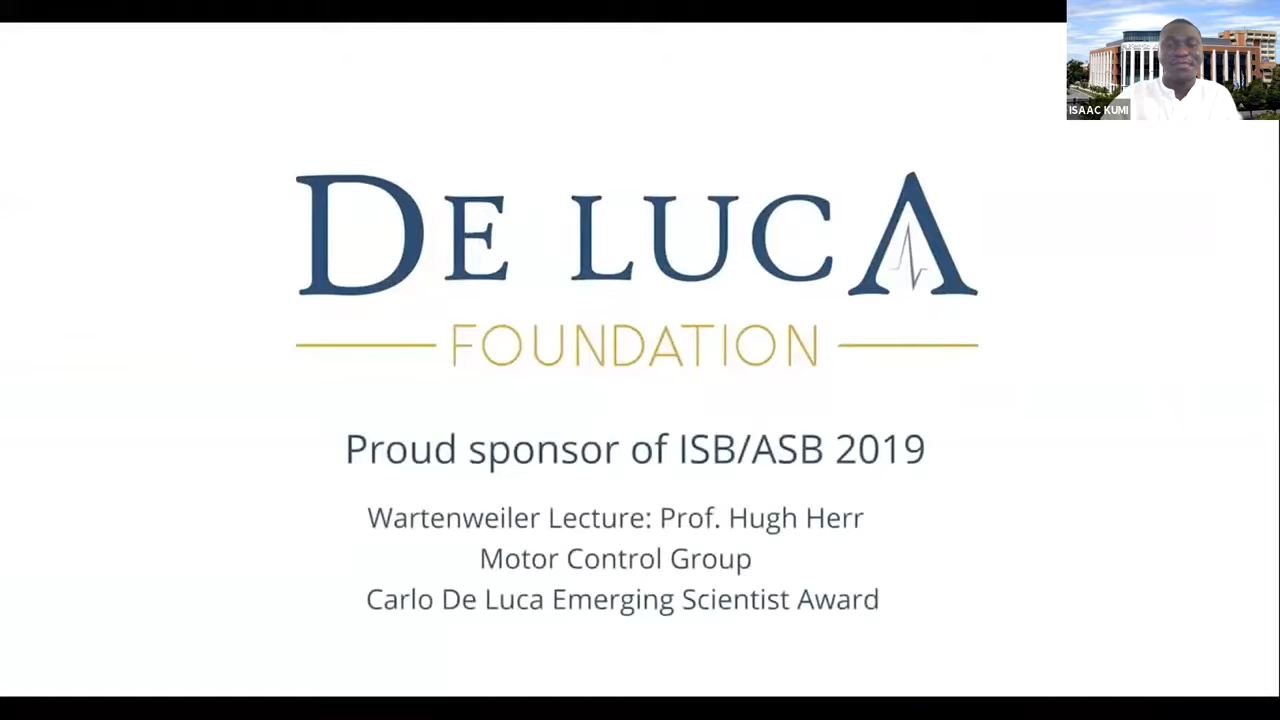 ISAAC KUMI
DE LUCA
FOUNDATION
Proud sponsor of ISB/ASB 2019
Wartenweiler Lecture: Prof. Hugh Herr
Motor Control Group
Carlo De Luca Emerging Scientist Award